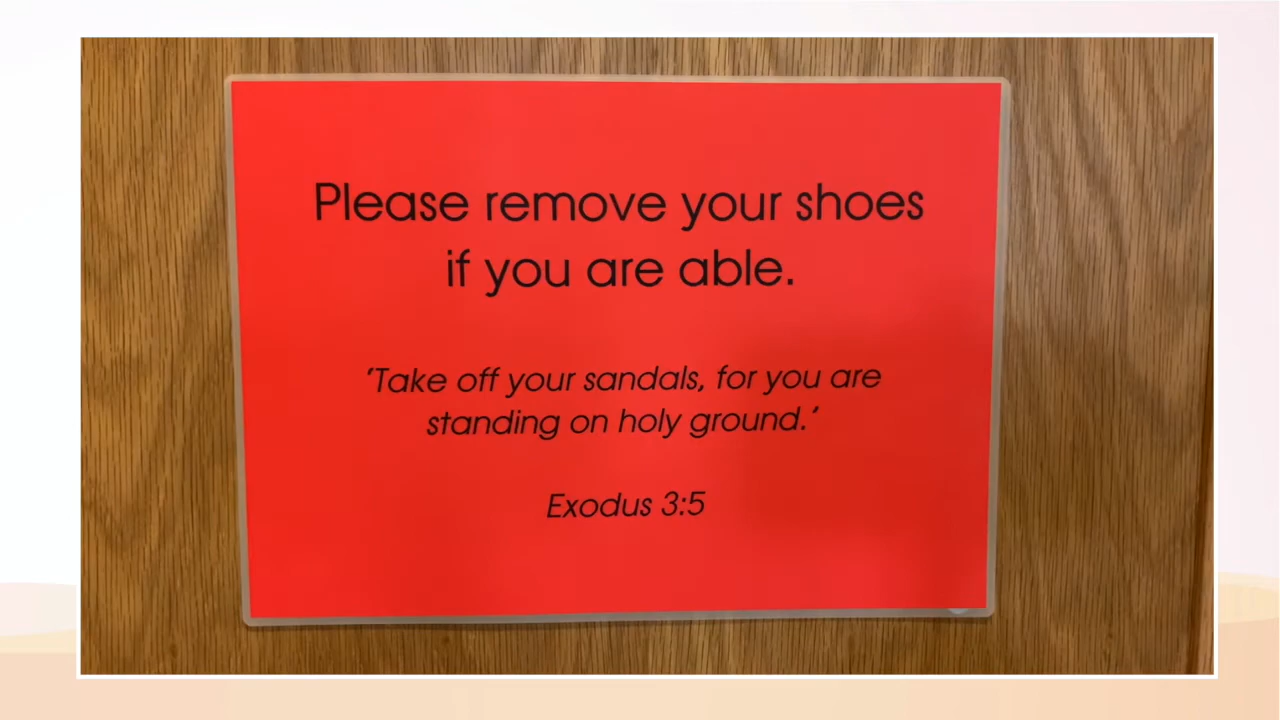 Please remove your shoes
if you are able.
‘Take off your sandals, for you are
standing on holy ground.’
Exodus 3:5